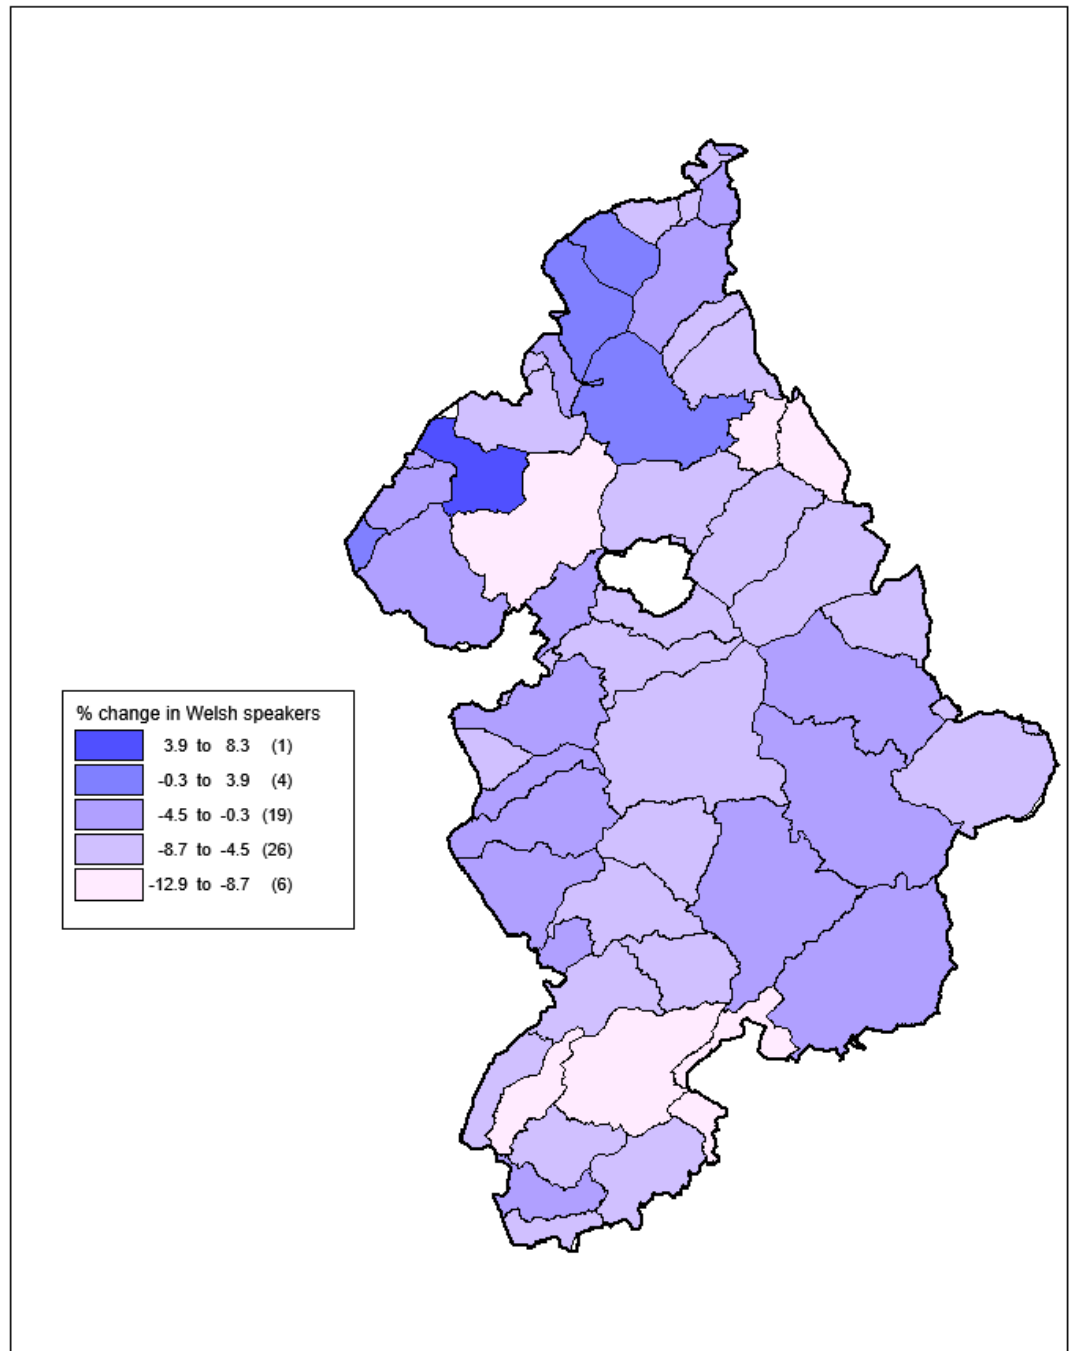 % change in Welsh speakers
3.9 to 8.3 (1)
-0.3 to 3.9 (4)
-4.5 to -0.3 (19)
-8.7 to -4.5 (26)
-12.9 to -8.7 (6)